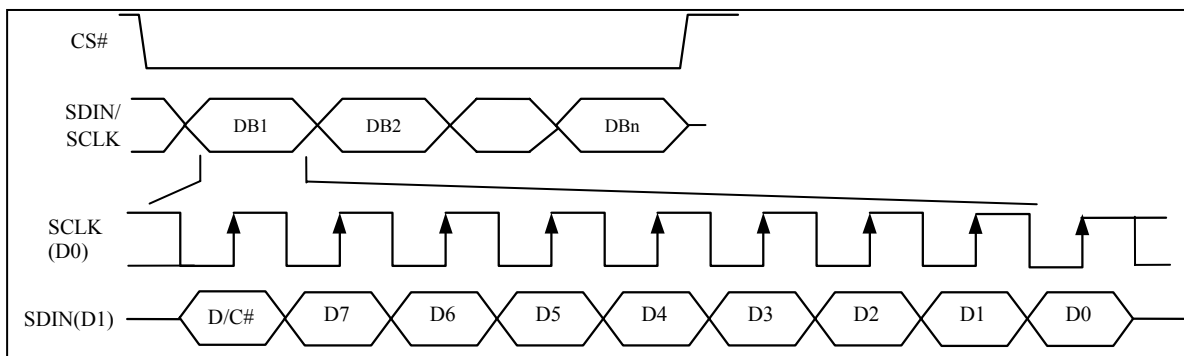 CS#
SDIN/
SCLK
DB1 DB2 DBn
SCLK
(D0)
SDIN(D1) D/C# D7 D6 D5 D4 D3 D2 D1 D0